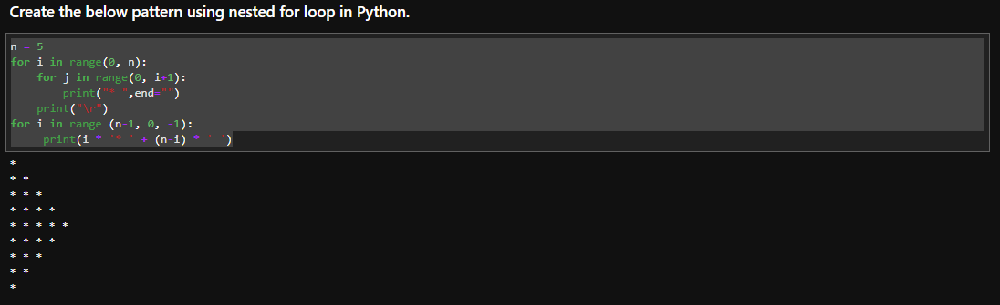 Create the below pattern using nested for loop in Python.
n = 5
for i in range(0, n):
    for j in range(0, i+1):
        print("* ",end="")
    print("\r")
for i in range (n-1, 0, -1):
     print(i * '* ' + (n-i) * ' ')
*
* *
* * *
* * * *
* * * * *
* * * *
* * *
* *
*